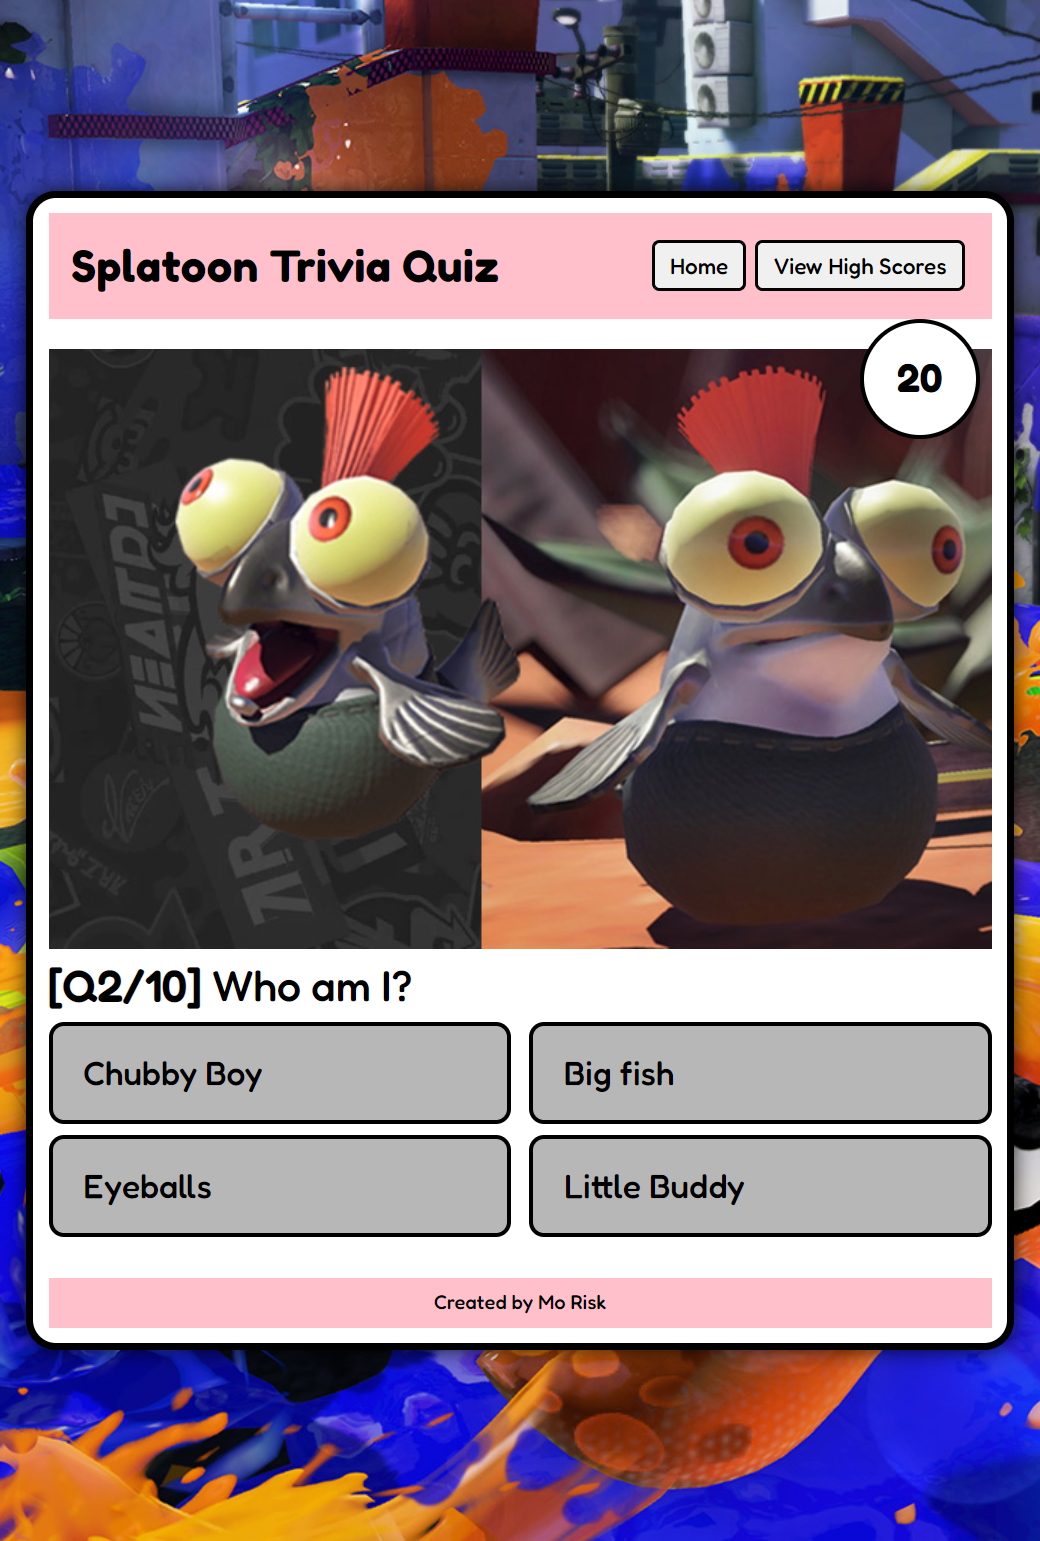 Splatoon Trivia Quiz
Home
View High Scores
20
[Q2/10] Who am I?
Chubby Boy
Big fish
Eyeballs
Little Buddy
Created by Mo Risk